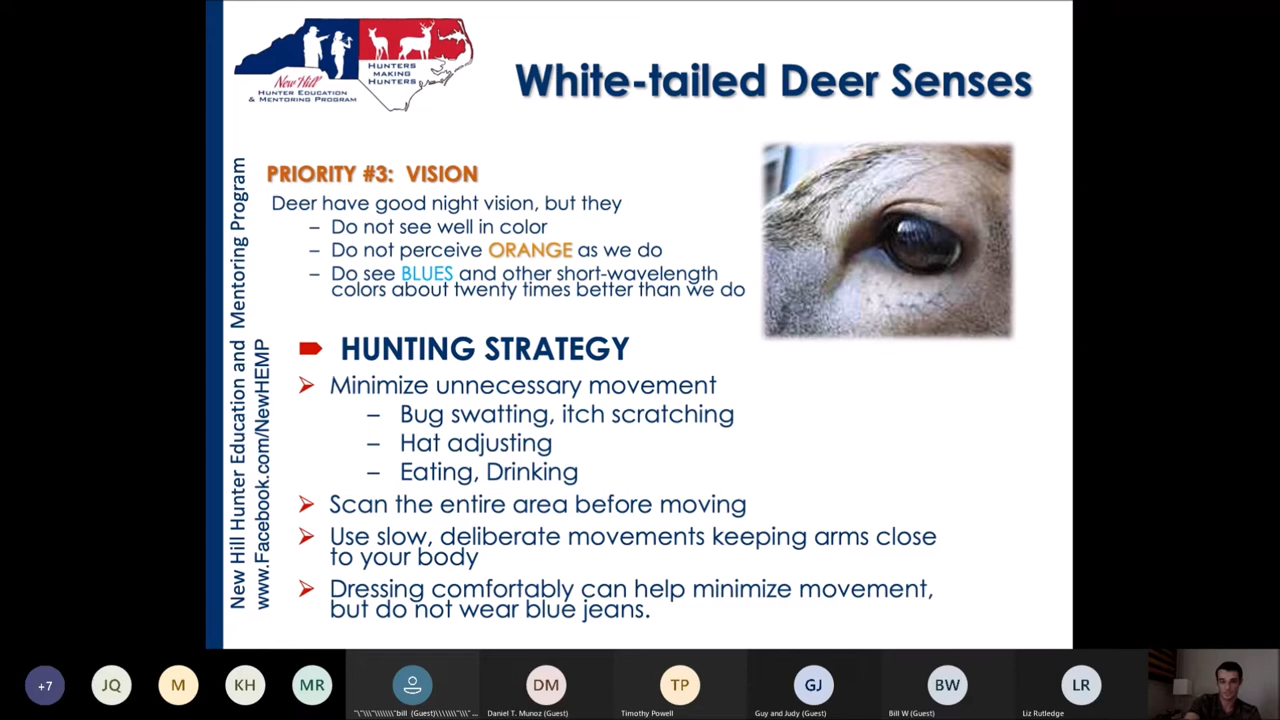 New Hill
HUNTER EDUCATION
& MENTORING PROGRAM
HUNTERS
MAKING
HUNTERS
White-tailed Deer Senses
New Hill Hunter Education and Mentoring Program
www.Facebook.com/NewHEMP
PRIORITY #3: VISION
Deer have good night vision, but they
– Do not see well in color
– Do not perceive ORANGE as we do
– Do see BLUES and other short-wavelength
colors about twenty times better than we do
HUNTING STRATEGY
Minimize unnecessary movement
– Bug swatting, itch scratching
– Hat adjusting
– Eating, Drinking
Scan the entire area before moving
Use slow, deliberate movements keeping arms close
to your body
Dressing comfortably can help minimize movement,
but do not wear blue jeans.
+7
JQ
M
KH
MR
DM
TP
GJ
BW
LR
bill (Guest)
Daniel T. Munoz (Guest)
Timothy Powell
Guy and Judy (Guest)
Bill W (Guest)
Liz Rutledge